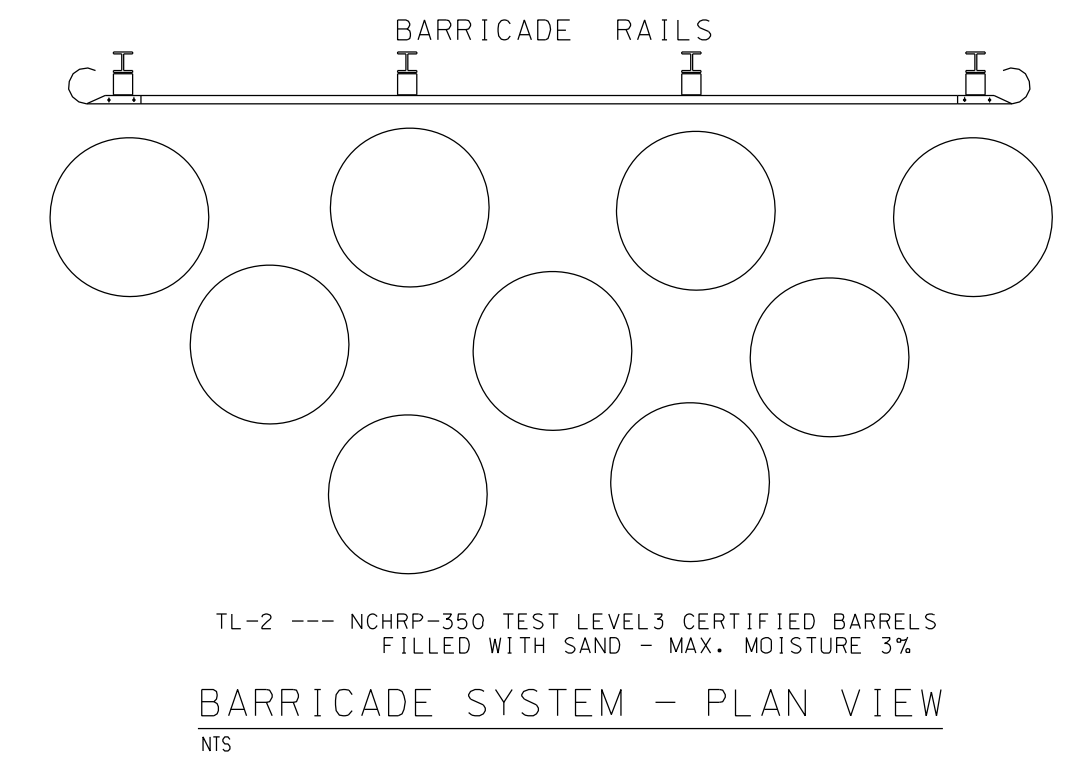 BARRICADE RAILS
TL-2 --- NCHRP-350 TEST LEVEL3 CERTIFIED BARRELS
FILLED WITH SAND - MAX. MOISTURE 3%
BARRICADE SYSTEM - PLAN VIEW
NTS